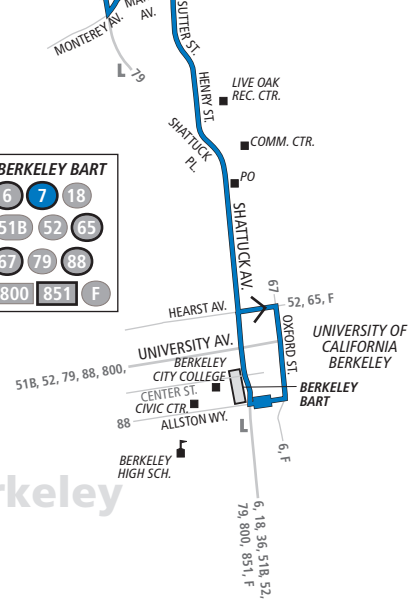 MONTEREY AV.
AV.
SUTTER ST.
L 79
HENRY ST.
LIVE OAK
REC. CTR.
SHATTUCK
PL.
COMM. CTR.
PO
BERKELEY BART
6 7 18
51B 52 65
67 79 88
800 851 F
SHATTUCK AV.
67
52, 65, F
HEARST AV.
OXFORD ST.
UNIVERSITY OF
CALIFORNIA
BERKELEY
UNIVERSITY AV.
51B, 52, 79, 88, 800,
BERKELEY
CITY COLLEGE
CENTER ST.
BERKELEY
BART
CIVIC CTR.
88
ALLSTON WY.
L
6, F
BERKELEY
HIGH SCH.
rkeley
6, 18, 36, 51B, 52,
79, 800, 851, F